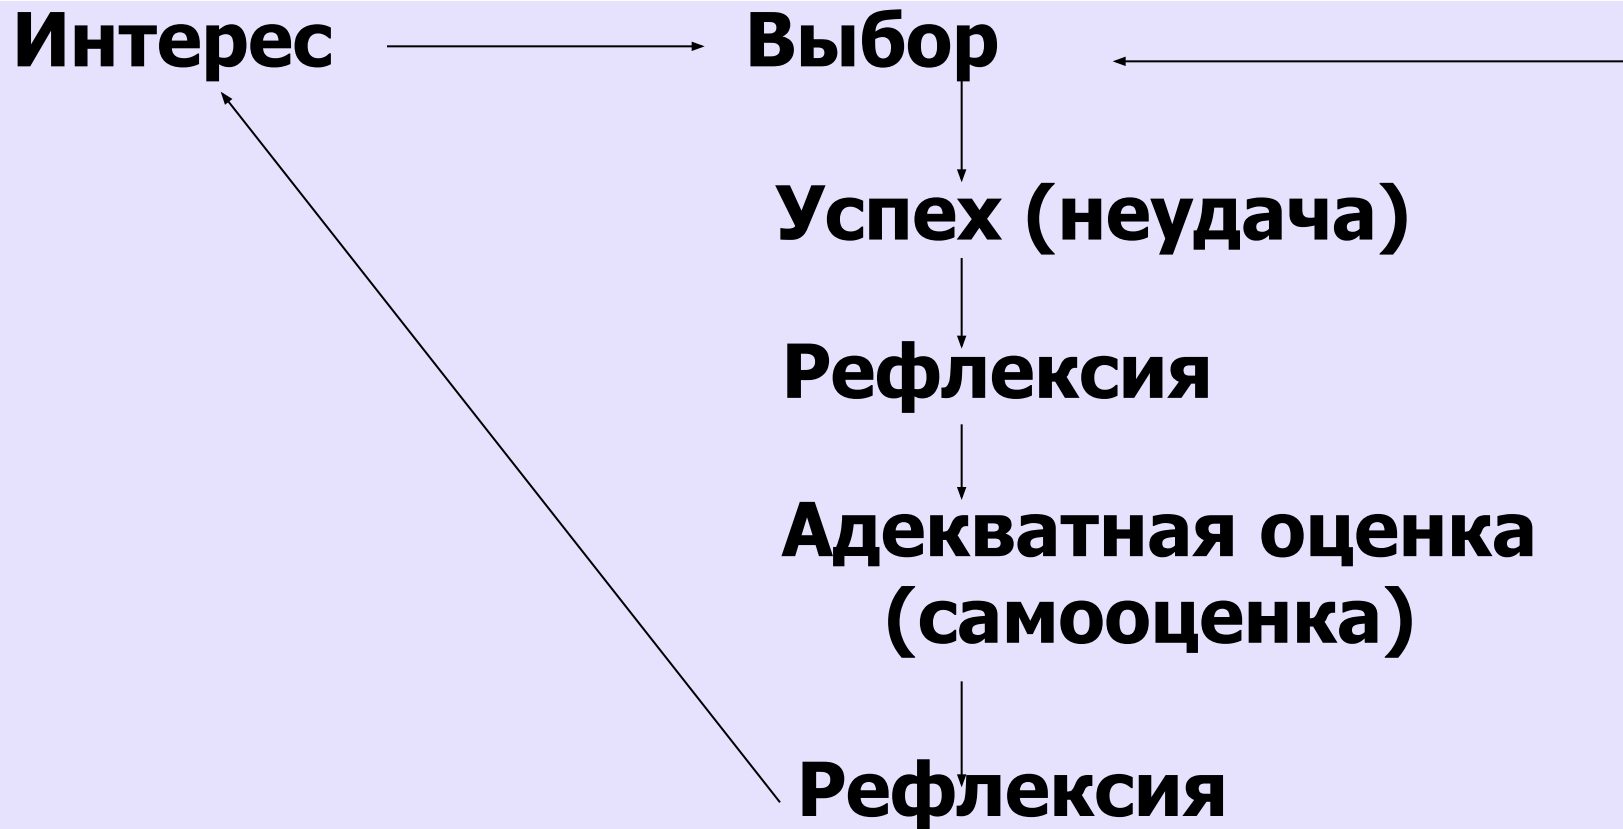 Интерес
Выбор
Успех (неудача)
Рефлексия
Адекватная оценка
(самооценка)
Рефлексия